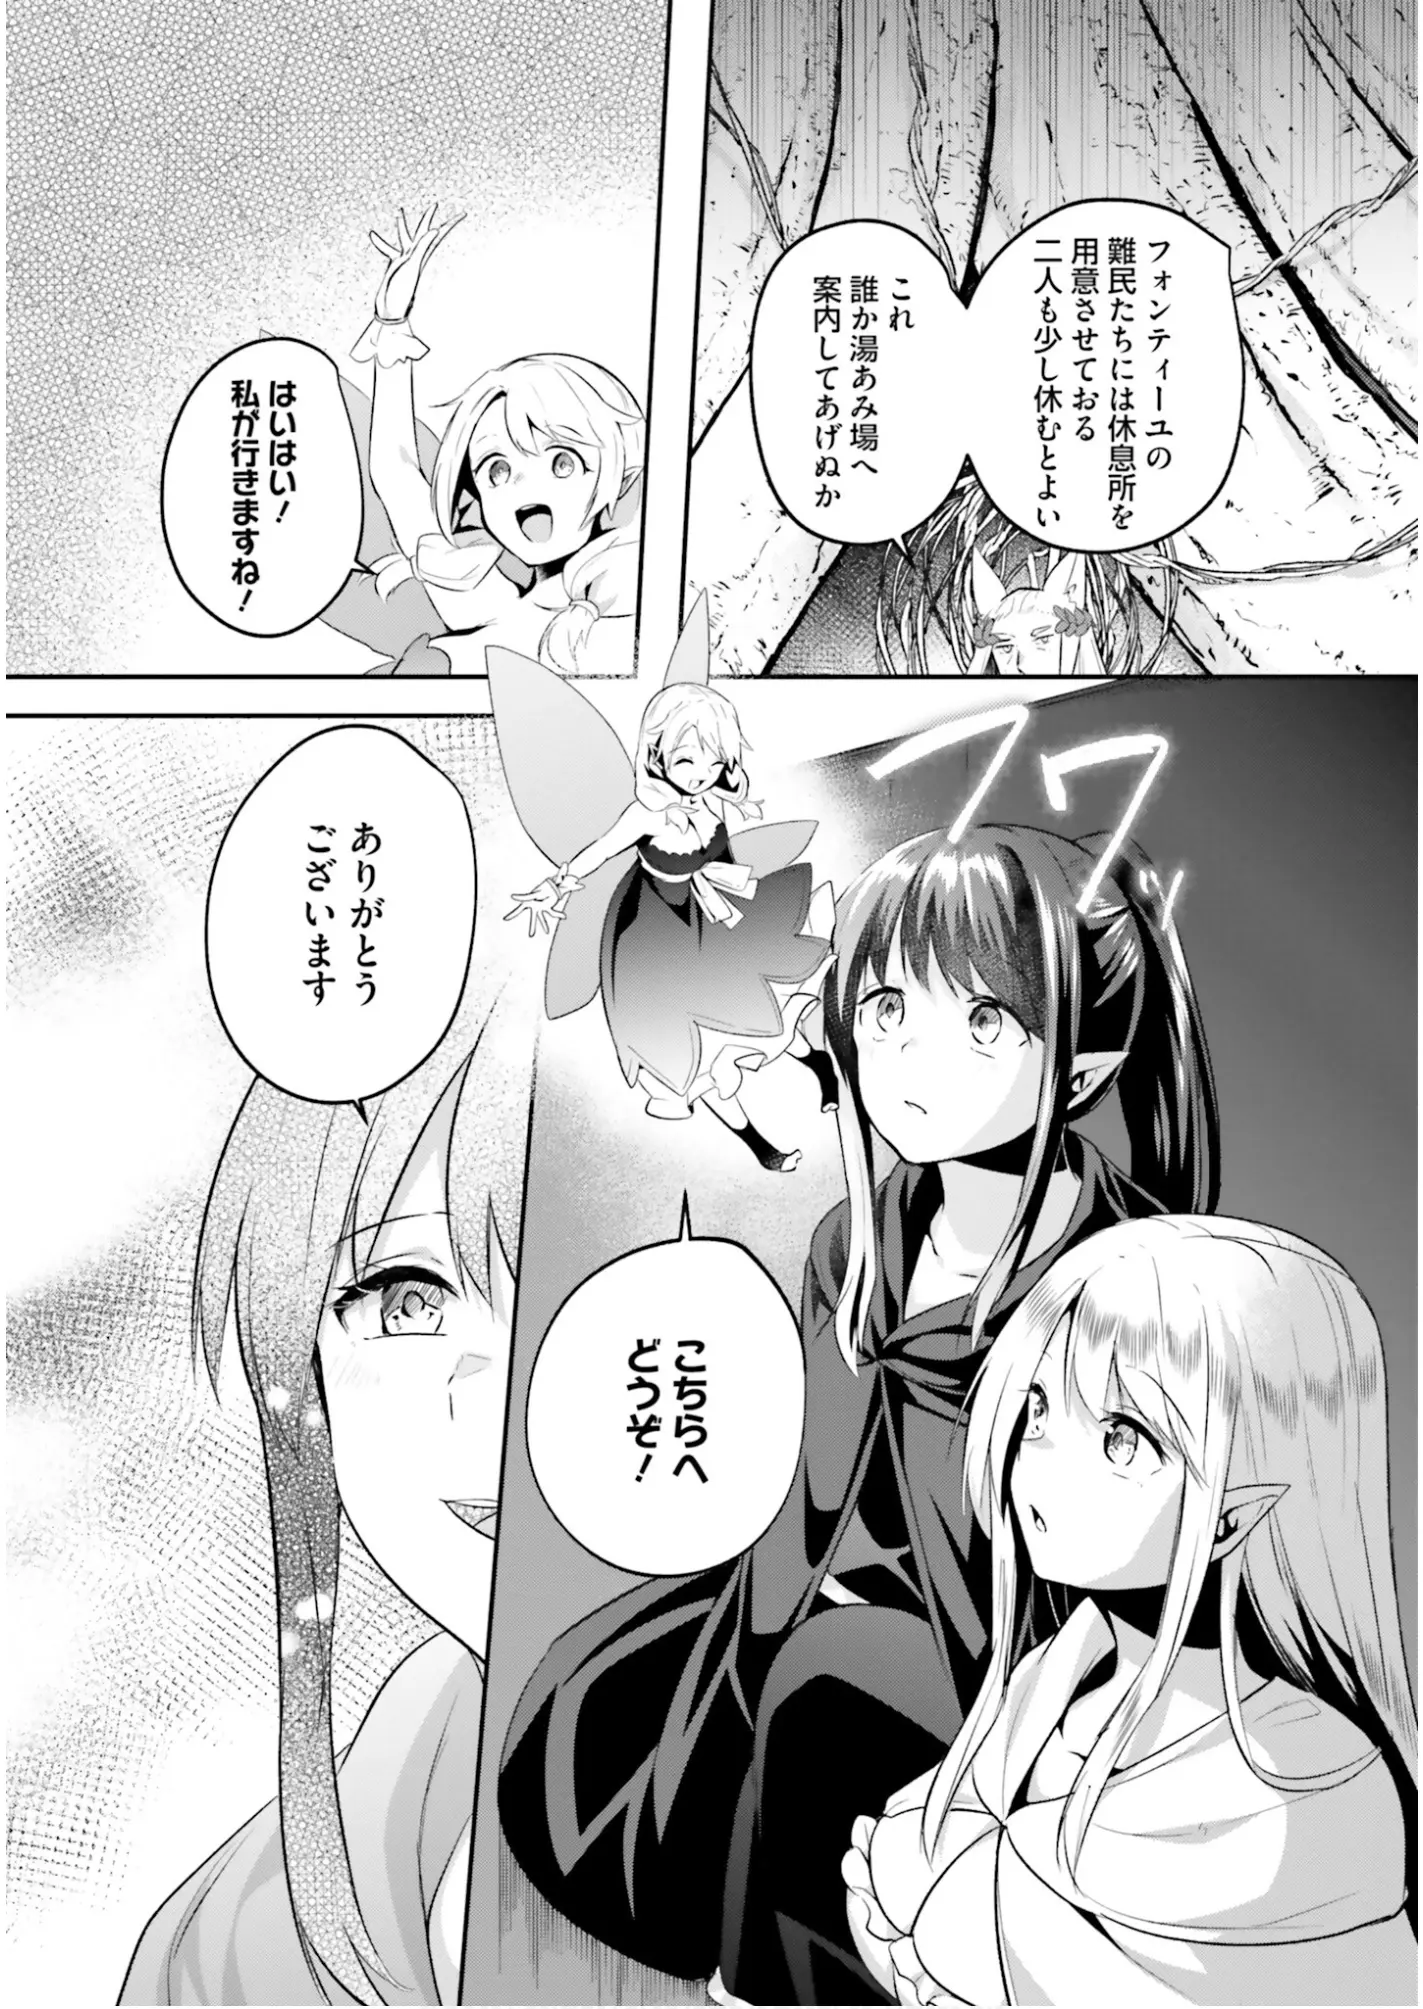 フォンティーユの
難民たちには休息所を
用意させておる
二人も少し休むとよい
これ
誰か湯あみ場へ
案内してあげぬか
はいはい！
私が行きますね！
フワッ
こちらへ
どうぞ！
ありがとう
ございます